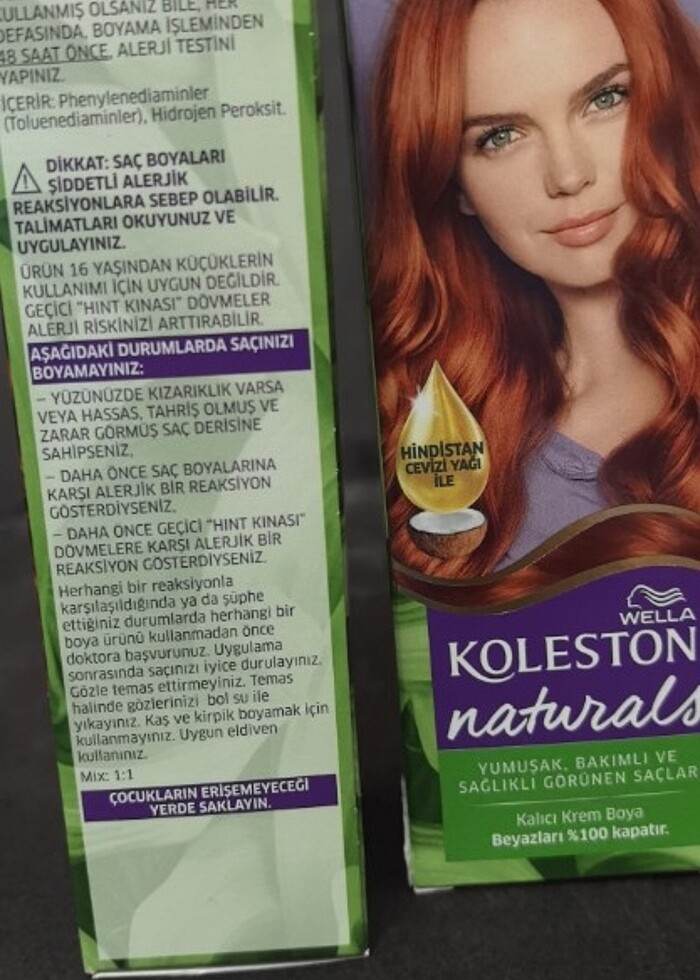 KULLANMIŞ OLSANIZ BİLE, HER
DEFASINDA, BOYAMA İŞLEMİNDEN
48 SAAT ÖNCE, ALERJİ TESTİNİ
YAPINIZ.
İÇERİR: Phenylenediaminler
(Toluenediaminler), Hidrojen Peroksit.
DİKKAT: SAÇ BOYALARI
ŞİDDETLİ ALERJİK
REAKSİYONLARA SEBEP OLABİLİR.
TALİMATLARI OKUYUNUZ VE
UYGULAYINIZ.
ÜRÜN 16 YAŞINDAN KÜÇÜKLERİN
KULLANIMI İÇİN UYGUN DEĞİLDİR.
GEÇİCİ "HINT KINASI" DÖVMELER
ALERJİ RİSKİNİZİ ARTTIRABİLİR.
AŞAĞIDAKİ DURUMLARDA SAÇINIZI
BOYAMAYINIZ:
– YÜZÜNÜZDE KIZARIKLIK VARSA
VEYA HASSAS, TAHRİŞ OLMUŞ VE
ZARAR GÖRMÜŞ SAÇ DERİSİNE
SAHİPSENİZ,
– DAHA ÖNCE SAÇ BOYALARINA
KARŞI ALERJİK BİR REAKSİYON
GÖSTERDİYSENİZ,
– DAHA ÖNCE GEÇİCİ "HINT KINASI"
DÖVMELERE KARŞI ALERJİK BİR
REAKSİYON GÖSTERDİYSENİZ.
Herhangi bir reaksiyonla
karşılaşıldığında ya da şüphe
ettiğiniz durumlarda herhangi bir
boya ürünü kullanmadan önce
doktora başvurunuz. Uygulama
sonrasında saçınızı iyice durulayınız.
Gözle temas ettirmeyiniz. Temas
halinde gözlerinizi bol su ile
yıkayınız. Kaş ve kirpik boyamak için
kullanmayınız. Uygun eldiven
kullanınız.
Mix: 1:1
ÇOCUKLARIN ERİŞEMEYECEĞİ
YERDE SAKLAYIN.
HİNDİSTAN
CEVİZİ YAĞI
İLE
WELLA
KOLESTON
naturals
YUMUŞAK, BAKIMLI VE
SAĞLIKLI GÖRÜNEN SAÇLAR
Kalıcı Krem Boya
Beyazları %100 kapatır.